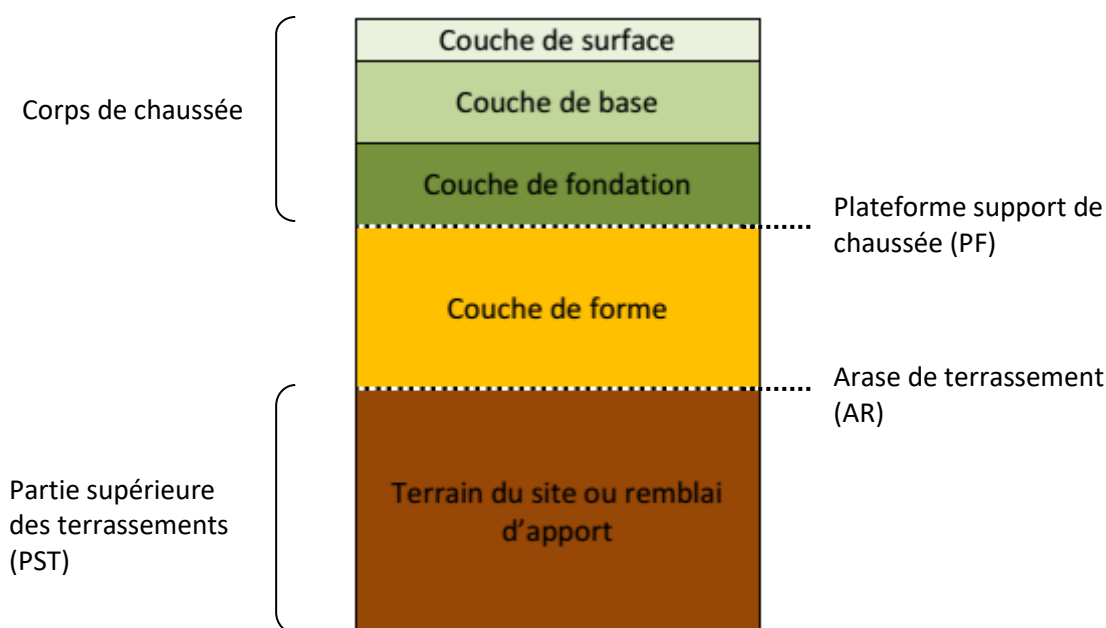 Couche de surface
Corps de chaussée
Couche de base
Couche de fondation
Plateforme support de
chaussée (PF)
Couche de forme
Arase de terrassement
(AR)
Partie supérieure
des terrassements
(PST)
Terrain du site ou remblai
d’apport